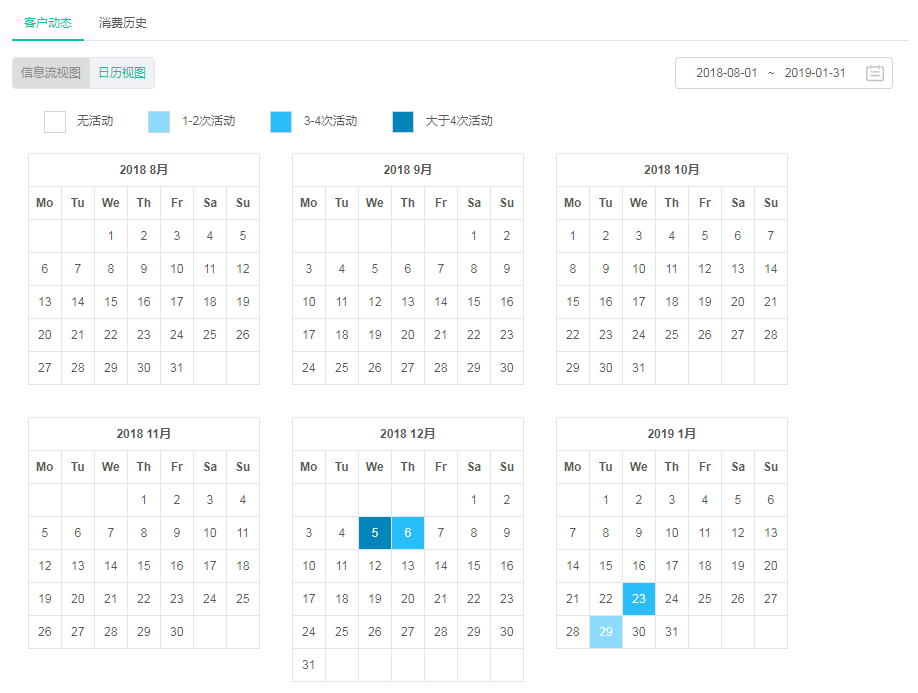 客户动态 消费历史
信息流视图 日历视图 2018-08-01 ~ 2019-01-31
无活动 1-2次活动 3-4次活动 大于4次活动
2018 8月 2018 9月 2018 10月
Mo Tu We Th Fr Sa Su Mo Tu We Th Fr Sa Su Mo Tu We Th Fr Sa Su
1 2 3 4 5 1 2 1 2 3 4 5 6 7
6 7 8 9 10 11 12 3 4 5 6 7 8 9 8 9 10 11 12 13 14
13 14 15 16 17 18 19 10 11 12 13 14 15 16 15 16 17 18 19 20 21
20 21 22 23 24 25 26 17 18 19 20 21 22 23 22 23 24 25 26 27 28
27 28 29 30 31 24 25 26 27 28 29 30 29 30 31
2018 11月 2018 12月 2019 1月
Mo Tu We Th Fr Sa Su Mo Tu We Th Fr Sa Su Mo Tu We Th Fr Sa Su
1 2 3 4 1 2 1 2 3 4 5 6
5 6 7 8 9 10 11 3 4 5 6 7 8 9 7 8 9 10 11 12 13
12 13 14 15 16 17 18 10 11 12 13 14 15 16 14 15 16 17 18 19 20
19 20 21 22 23 24 25 17 18 19 20 21 22 23 21 22 23 24 25 26 27
26 27 28 29 30 24 25 26 27 28 29 30 28 29 30 31
31